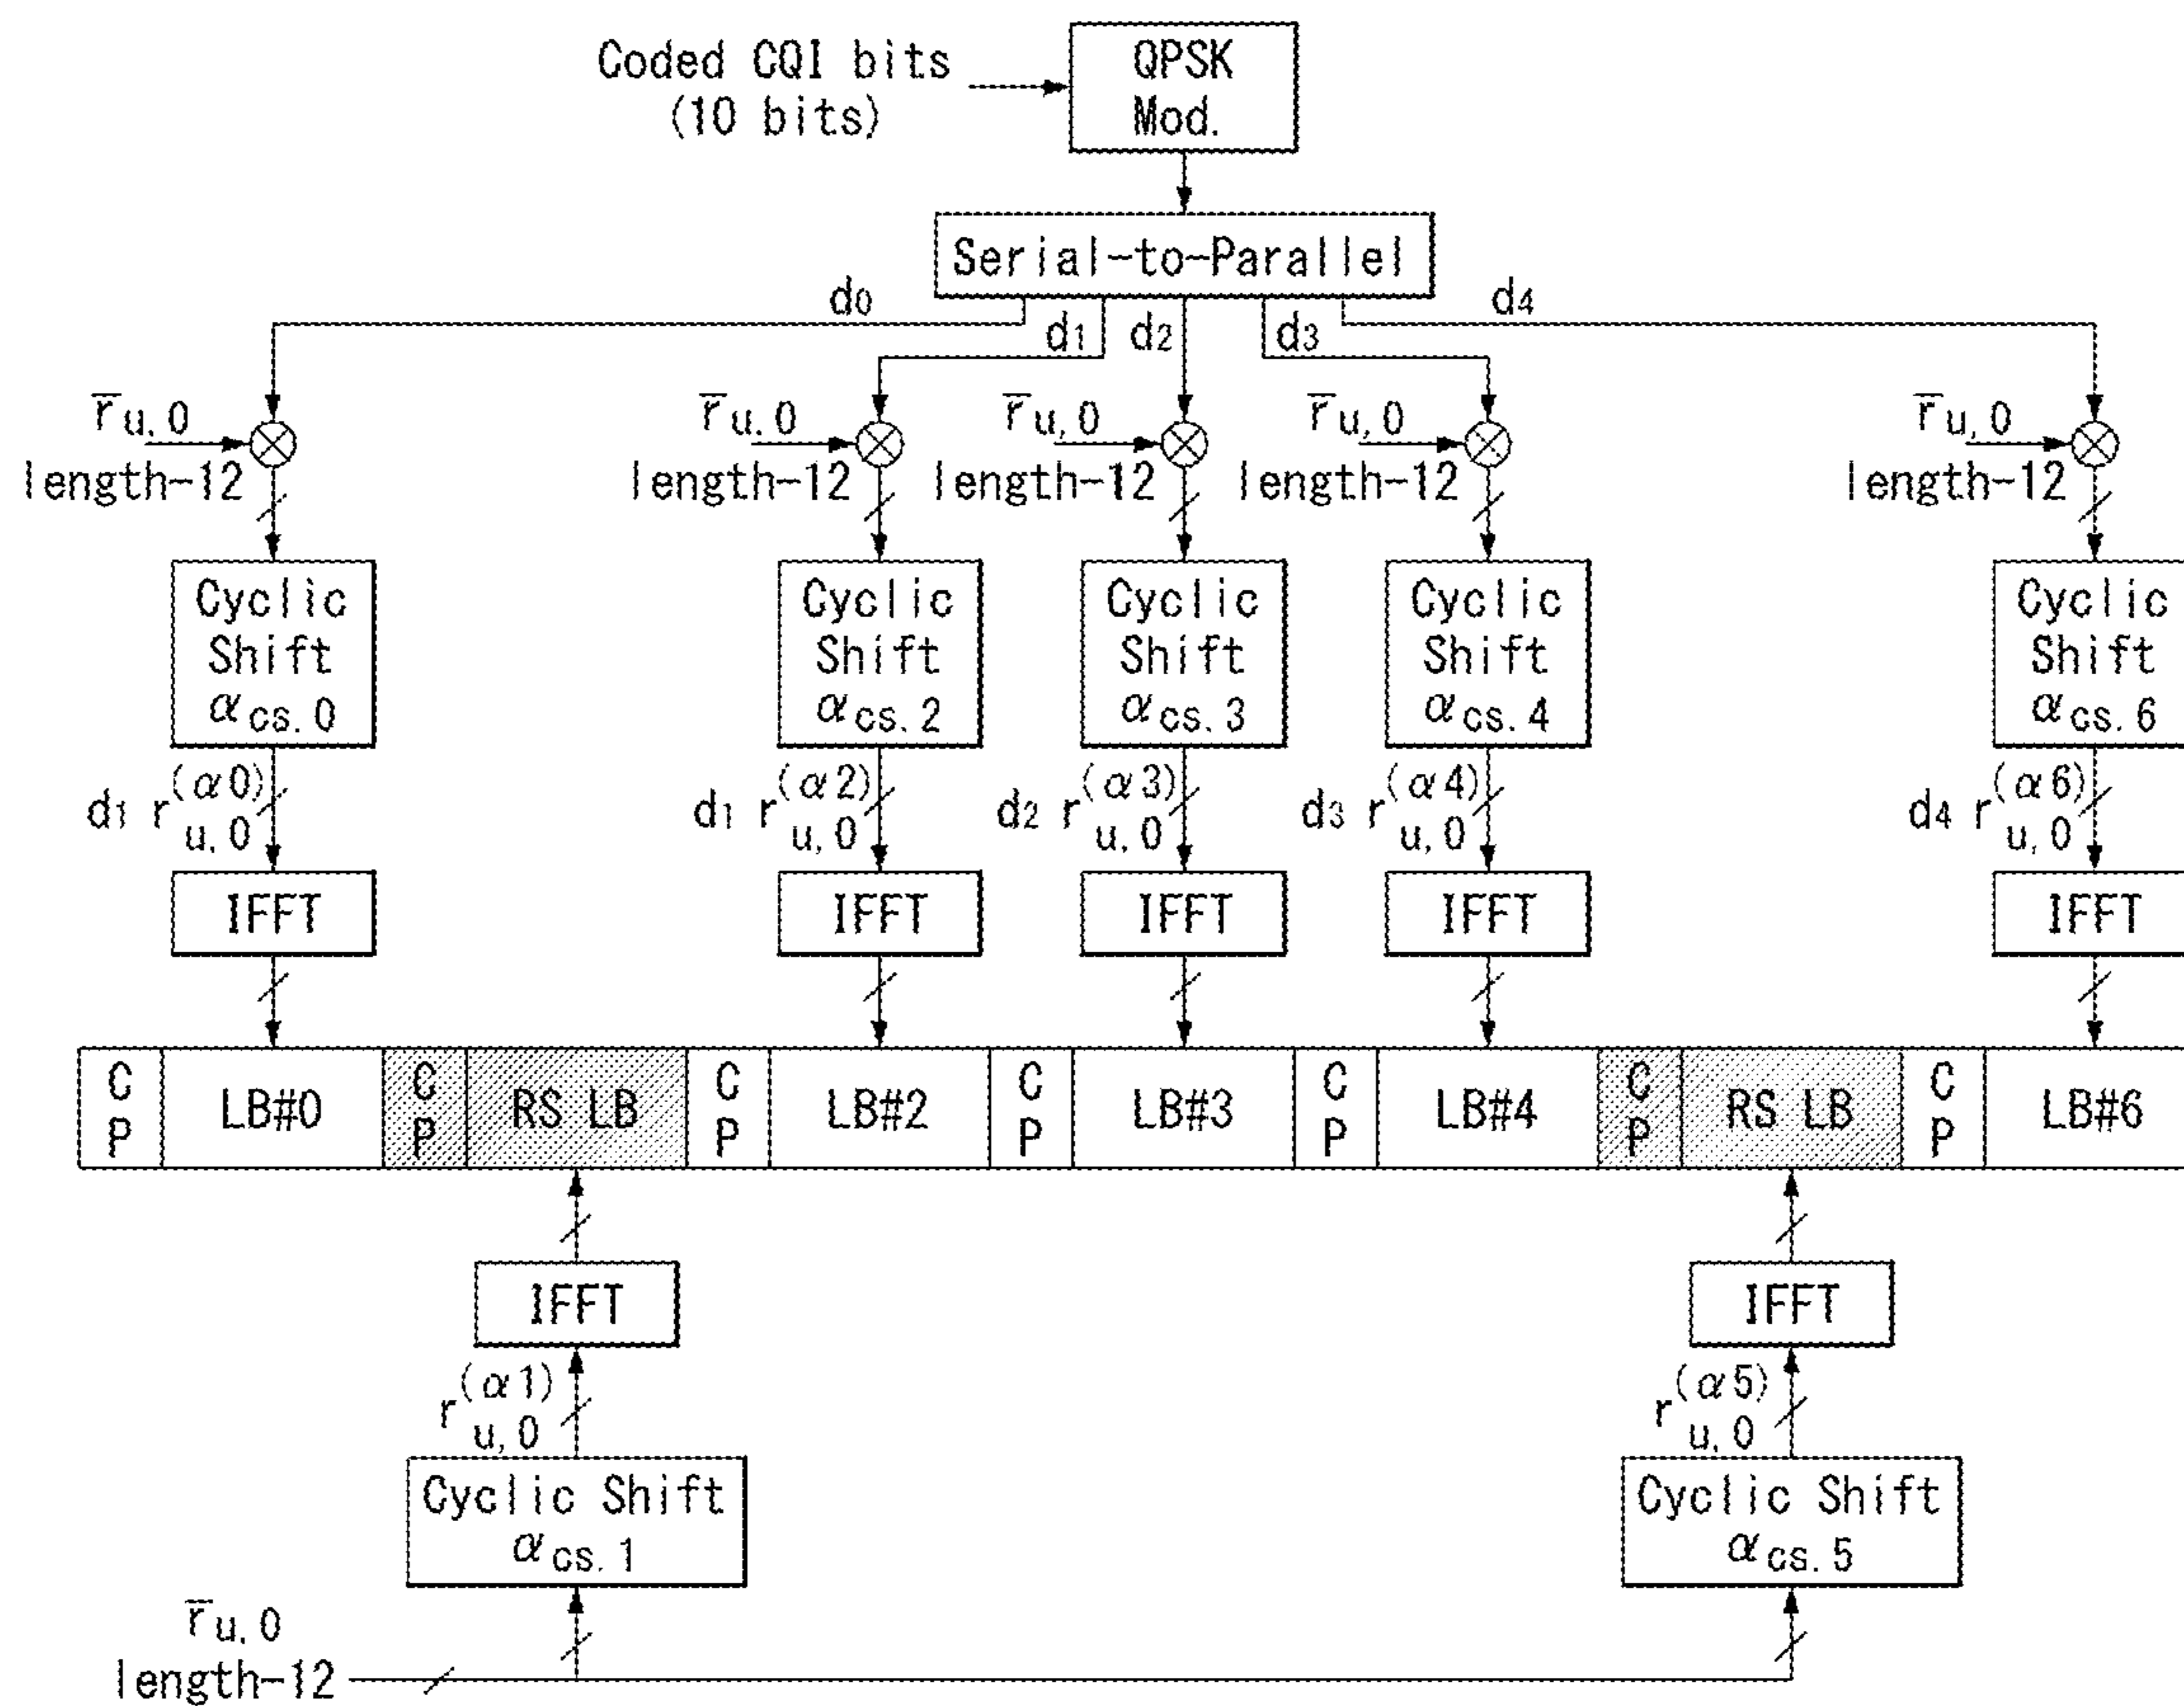 Coded CQI bits
(10 bits)
QPSK
Mod.
Serial-to-Parallel
d0
d1
d2
d3
d4
r̅u,0
length-12
r̅u,0
length-12
r̅u,0
length-12
r̅u,0
length-12
r̅u,0
length-12
Cyclic
Shift
αcs.0
Cyclic
Shift
αcs.2
Cyclic
Shift
αcs.3
Cyclic
Shift
αcs.4
Cyclic
Shift
αcs.6
d1 r(α0)u,0
d1 r(α2)u,0
d2 r(α3)u,0
d3 r(α4)u,0
d4 r(α6)u,0
IFFT
IFFT
IFFT
IFFT
IFFT
CP
LB#0
CP
RS LB
CP
LB#2
CP
LB#3
CP
LB#4
CP
RS LB
CP
LB#6
IFFT
IFFT
r(α1)u,0
r(α5)u,0
Cyclic Shift
αcs.1
Cyclic Shift
αcs.5
r̅u,0
length-12